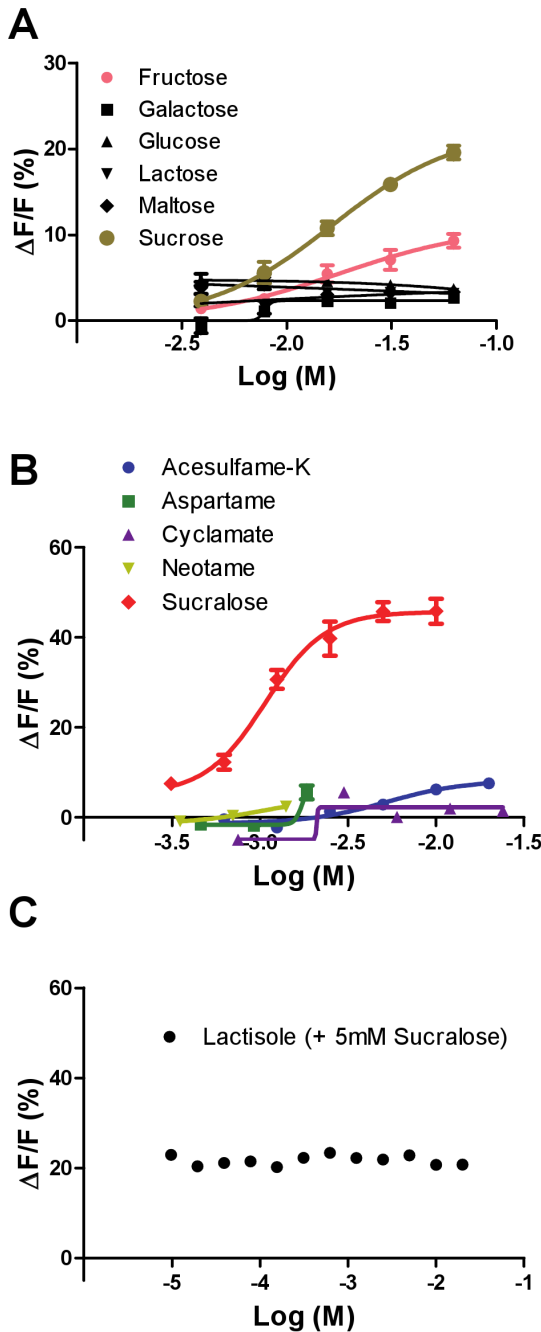 A
30
20
10
0
ΔF/F (%)
Fructose
Galactose
Glucose
Lactose
Maltose
Sucrose
-2.5 -2.0 -1.5 -1.0
Log (M)
B
Acesulfame-K
Aspartame
Cyclamate
Neotame
Sucralose
60
40
20
0
ΔF/F (%)
-3.5 -3.0 -2.5 -2.0 -1.5
Log (M)
C
60
40
20
0
ΔF/F (%)
Lactisole (+ 5mM Sucralose)
-5 -4 -3 -2 -1
Log (M)